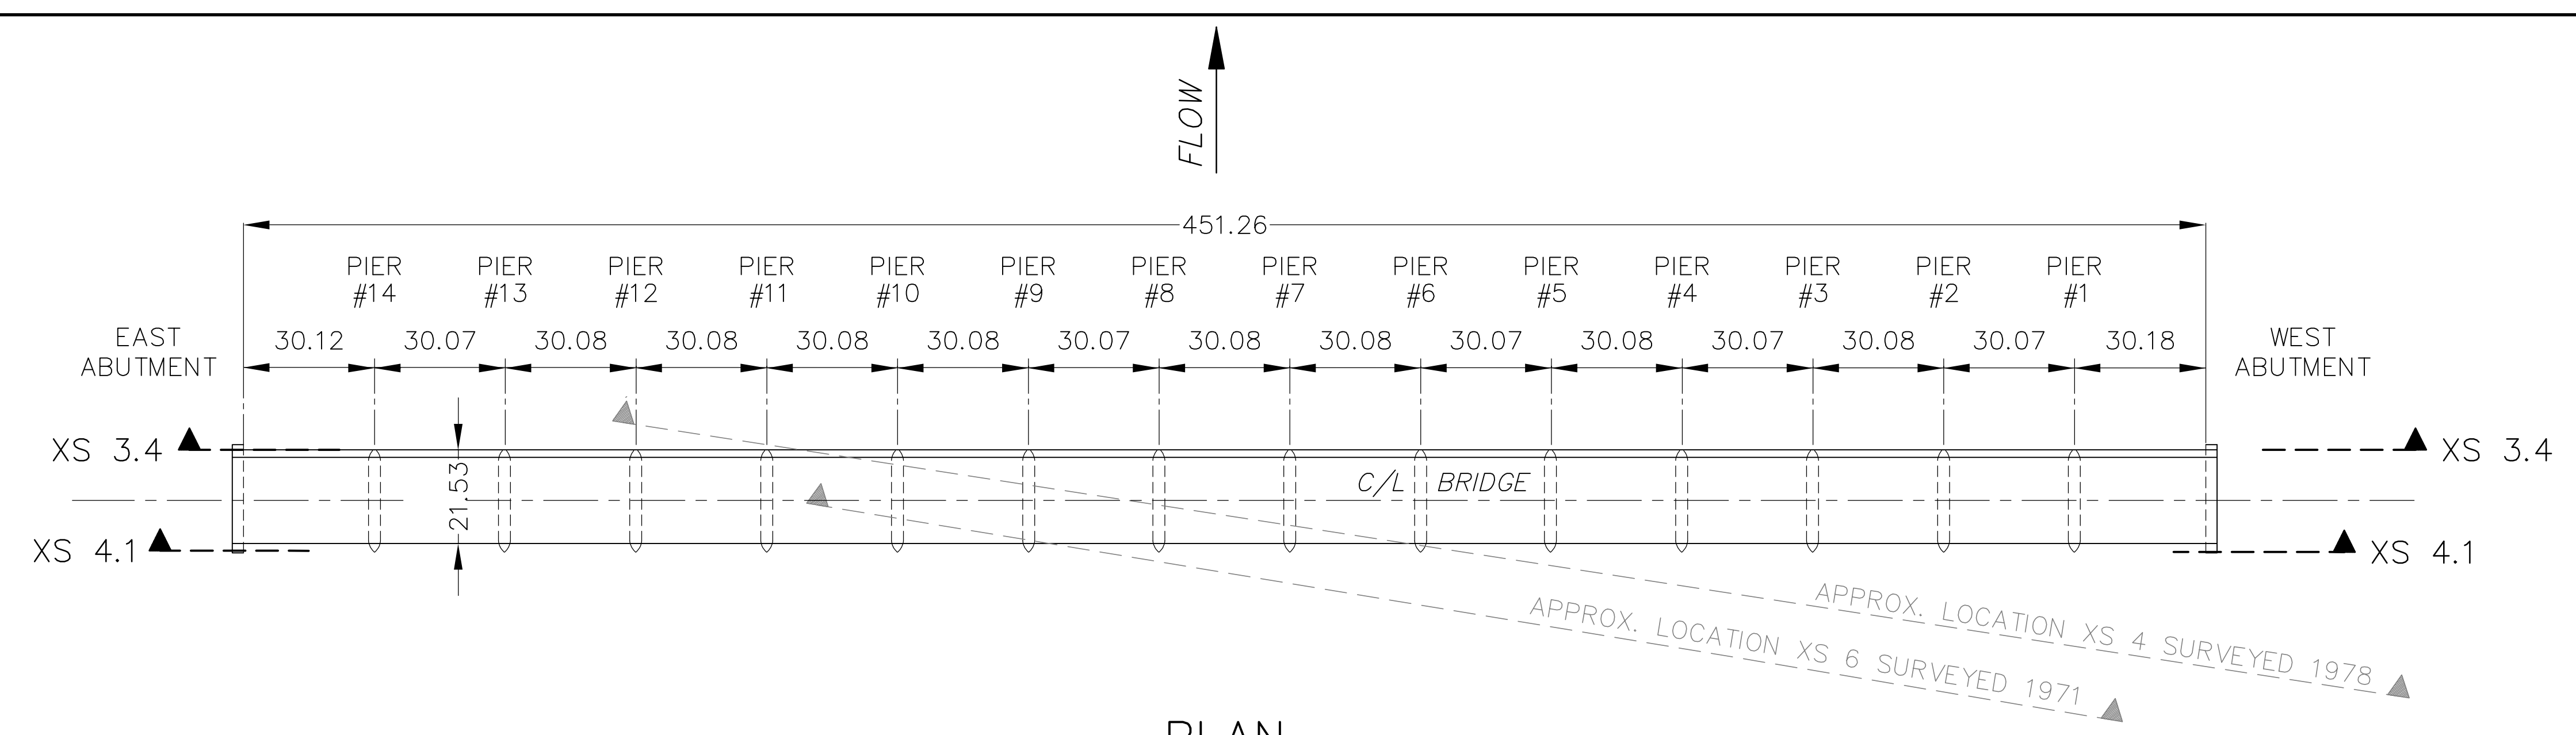 FLOW
451.26
PIER #14
PIER #13
PIER #12
PIER #11
PIER #10
PIER #9
PIER #8
PIER #7
PIER #6
PIER #5
PIER #4
PIER #3
PIER #2
PIER #1
EAST
ABUTMENT
30.12 30.07 30.08 30.08 30.08 30.08 30.07 30.08 30.08 30.07 30.08 30.07 30.08 30.07 30.18
WEST
ABUTMENT
XS 3.4
XS 3.4
21.53
C/L BRIDGE
XS 4.1
XS 4.1
APPROX. LOCATION XS 4 SURVEYED 1978
APPROX. LOCATION XS 6 SURVEYED 1971
PLAN